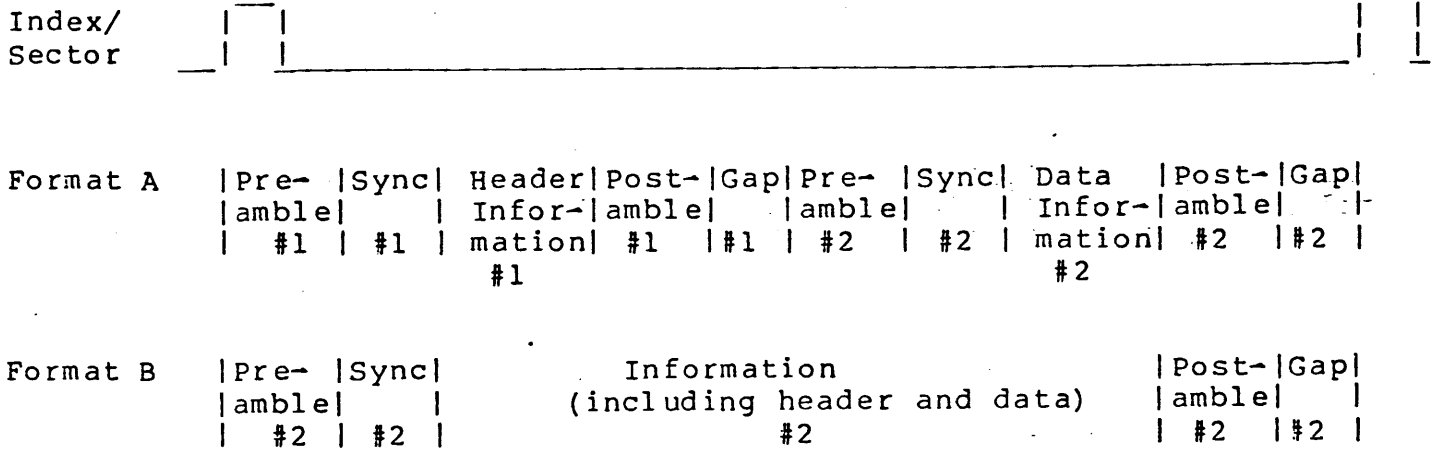 Index/
Sector
Format A |Pre- |Sync| Header|Post-|Gap|Pre- |Sync| Data |Post-|Gap|
|amble| | Infor-|amble| |amble| | Infor-|amble| |
| #1 | #1 | mation| #1 |#1 | #2 | #2 | mation| #2 |#2 |
#1 #2
Format B |Pre- |Sync| Information |Post-|Gap|
|amble| | (including header and data) |amble| |
| #2 | #2 | #2 | #2 |#2 |